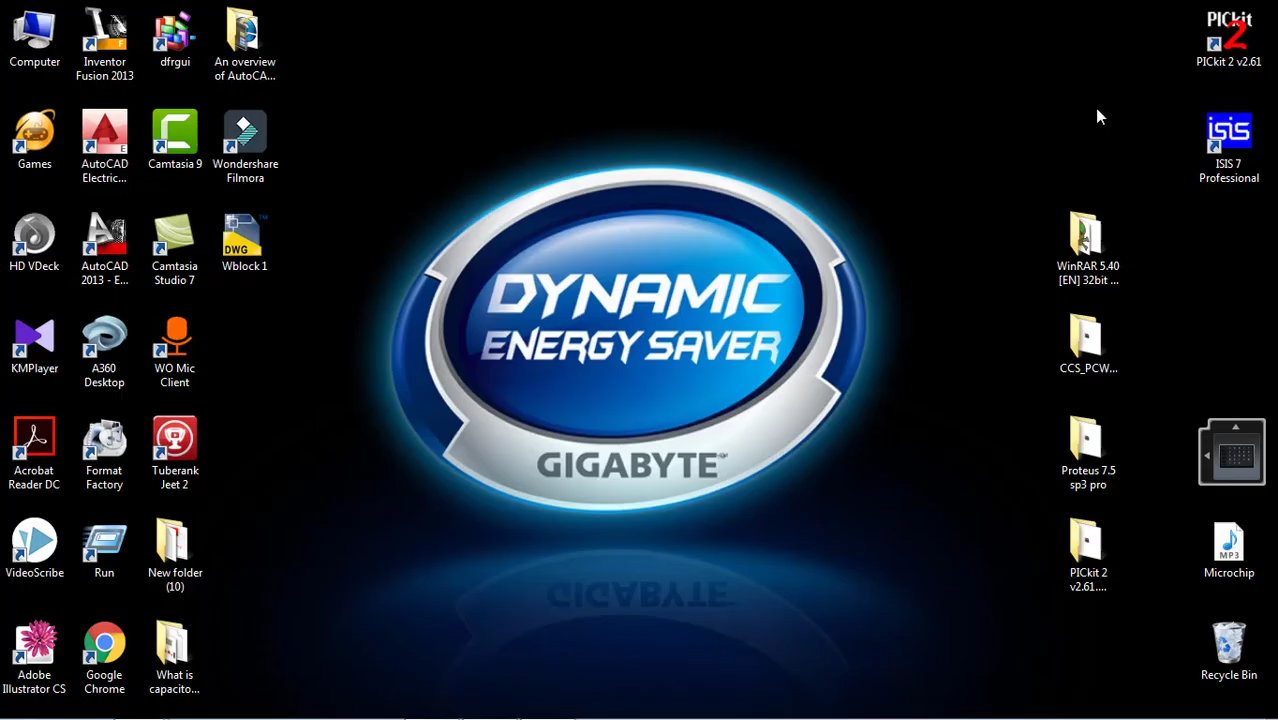 Computer
Inventor
Fusion 2013
dfrgui
An overview
of AutoCA...
PICkit
2
PICkit 2 v2.61
Games
E
AutoCAD
Electric...
Camtasia 9
Wondershare
Filmora
isis
ISIS 7
Professional
HD VDeck
AutoCAD
2013 - E...
Camtasia
Studio 7
DWG
Wblock 1
WinRAR 5.40
[EN] 32bit ...
DYNAMIC
ENERGY SAVER
GIGABYTE
KMPlayer
A360
Desktop
WO Mic
Client
CCS_PCW...
Acrobat
Reader DC
Format
Factory
Tuberank
Jeet 2
Proteus 7.5
sp3 pro
VideoScribe
Run
New folder
(10)
PICkit 2
v2.61....
MP3
Microchip
GIGABYTE
Adobe
Illustrator CS
Google
Chrome
What is
capacito...
Recycle Bin